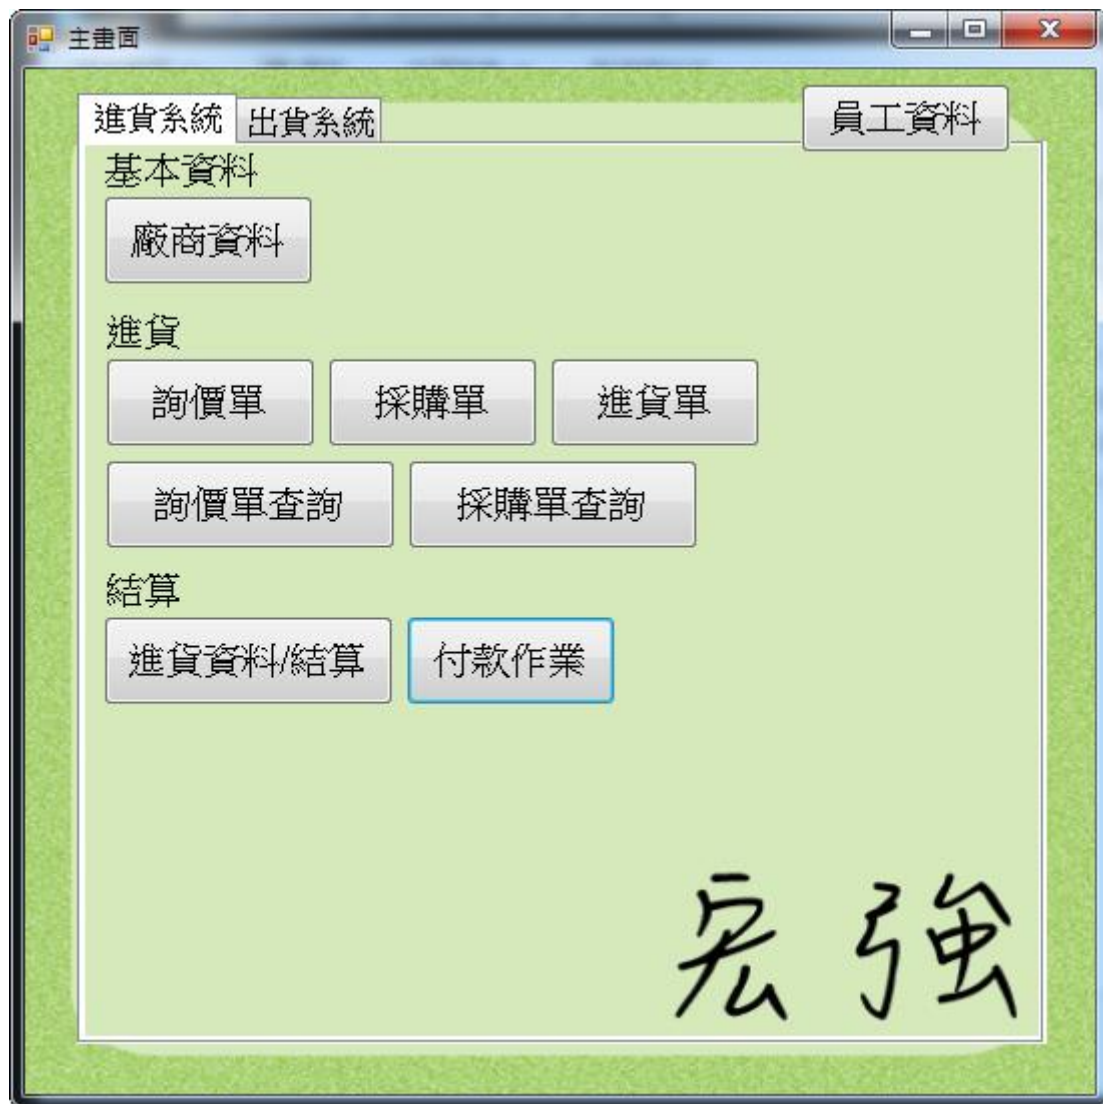 主畫面
進貨系統 出貨系統 員工資料
基本資料
廠商資料
進貨
詢價單 採購單 進貨單
詢價單查詢 採購單查詢
結算
進貨資料/結算 付款作業
宏強